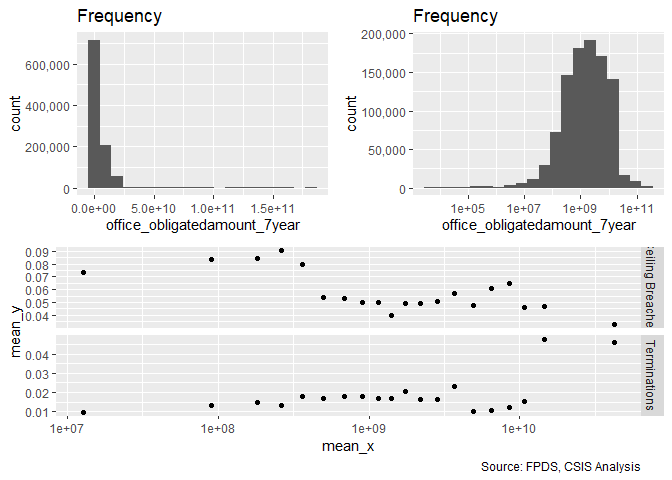 Frequency
600,000
400,000
200,000
0
count
0.0e+00 5.0e+10 1.0e+11 1.5e+11
office_obligatedamount_7year
Frequency
200,000
150,000
100,000
50,000
0
count
1e+05 1e+07 1e+09 1e+11
office_obligatedamount_7year
0.09
0.08
0.07
0.06
0.05
0.04
eiling Breache
mean_y
0.04
0.03
0.02
0.01
Terminations
1e+07 1e+08 1e+09 1e+10
mean_x
Source: FPDS, CSIS Analysis